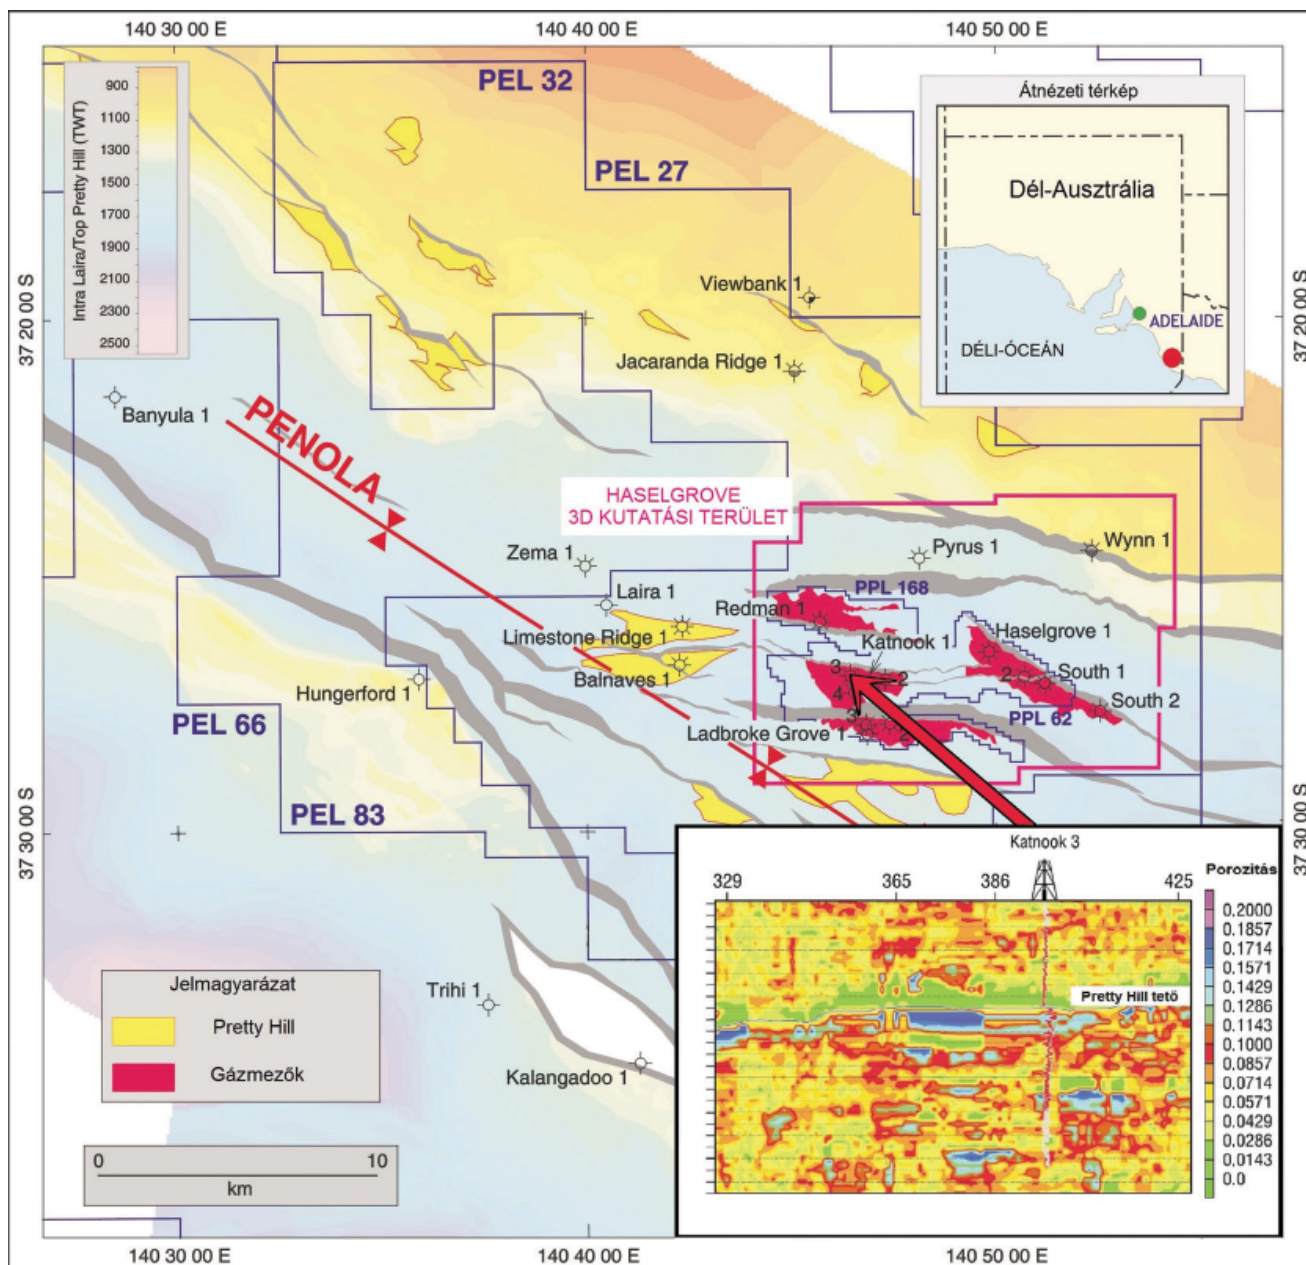 140 30 00 E
140 40 00 E
140 50 00 E
PEL 32
PEL 27
Intra Laira/Top Pretty Hill (TWT)
900
1100
1300
1500
1700
1900
2100
2300
2500
Átnézeti térkép
Dél-Ausztrália
ADELAIDE
DÉLI-ÓCEÁN
37 20 00 S
37 20 00 S
Viewbank 1
Jacaranda Ridge 1
Banyula 1
PENOLA
HASELGROVE
3D KUTATÁSI TERÜLET
Zema 1
Pyrus 1
Wynn 1
Laira 1
PPL 168
Redman 1
Limestone Ridge 1
Katnook 1
Haselgrove 1
Balnaves 1
3
2
4
2
South 1
South 2
Hungerford 1
PPL 62
PEL 66
3
Ladbroke Grove 1
2
PEL 83
37 30 00 S
37 30 00 S
Katnook 3
329
365
386
425
Porozitás
0.2000
0.1857
0.1714
0.1571
0.1429
0.1286
0.1143
0.1000
0.0857
0.0714
0.0571
0.0429
0.0286
0,0143
0.0
Pretty Hill tető
Jelmagyarázat
Pretty Hill
Gázmezők
Trihi 1
Kalangadoo 1
0
10
km
140 30 00 E
140 40 00 E
140 50 00 E